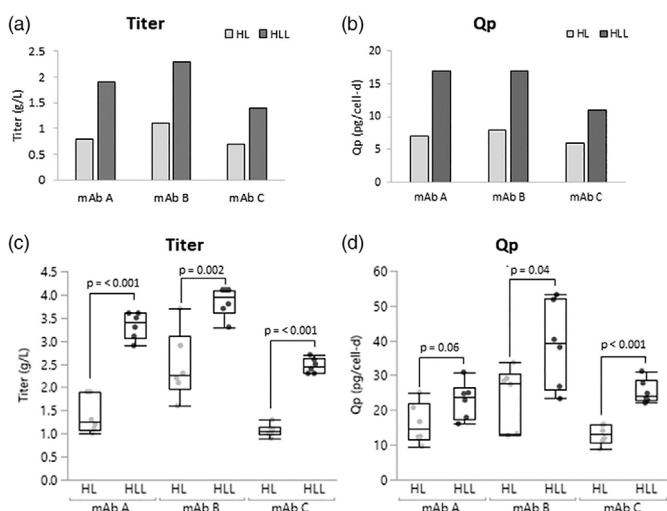 (a)
Titer
HL HLL
Titer (g/L)
2.5
2
1.5
1
0.5
0
mAb A mAb B mAb C
(b)
Qp
HL HLL
Qp (pg/cell-d)
20
15
10
5
0
mAb A mAb B mAb C
(c)
Titer
Titer (g/L)
4.5
4.0
3.5
3.0
2.5
2.0
1.5
1.0
0.5
0.0
p = <0.001
p = 0.002
p = <0.001
HL HLL HL HLL HL HLL
mAb A mAb B mAb C
(d)
Qp
Qp (pg/cell-d)
60
50
40
30
20
10
0
p = 0.06
p = 0.04
p <0.001
HL HLL HL HLL HL HLL
mAb A mAb B mAb C